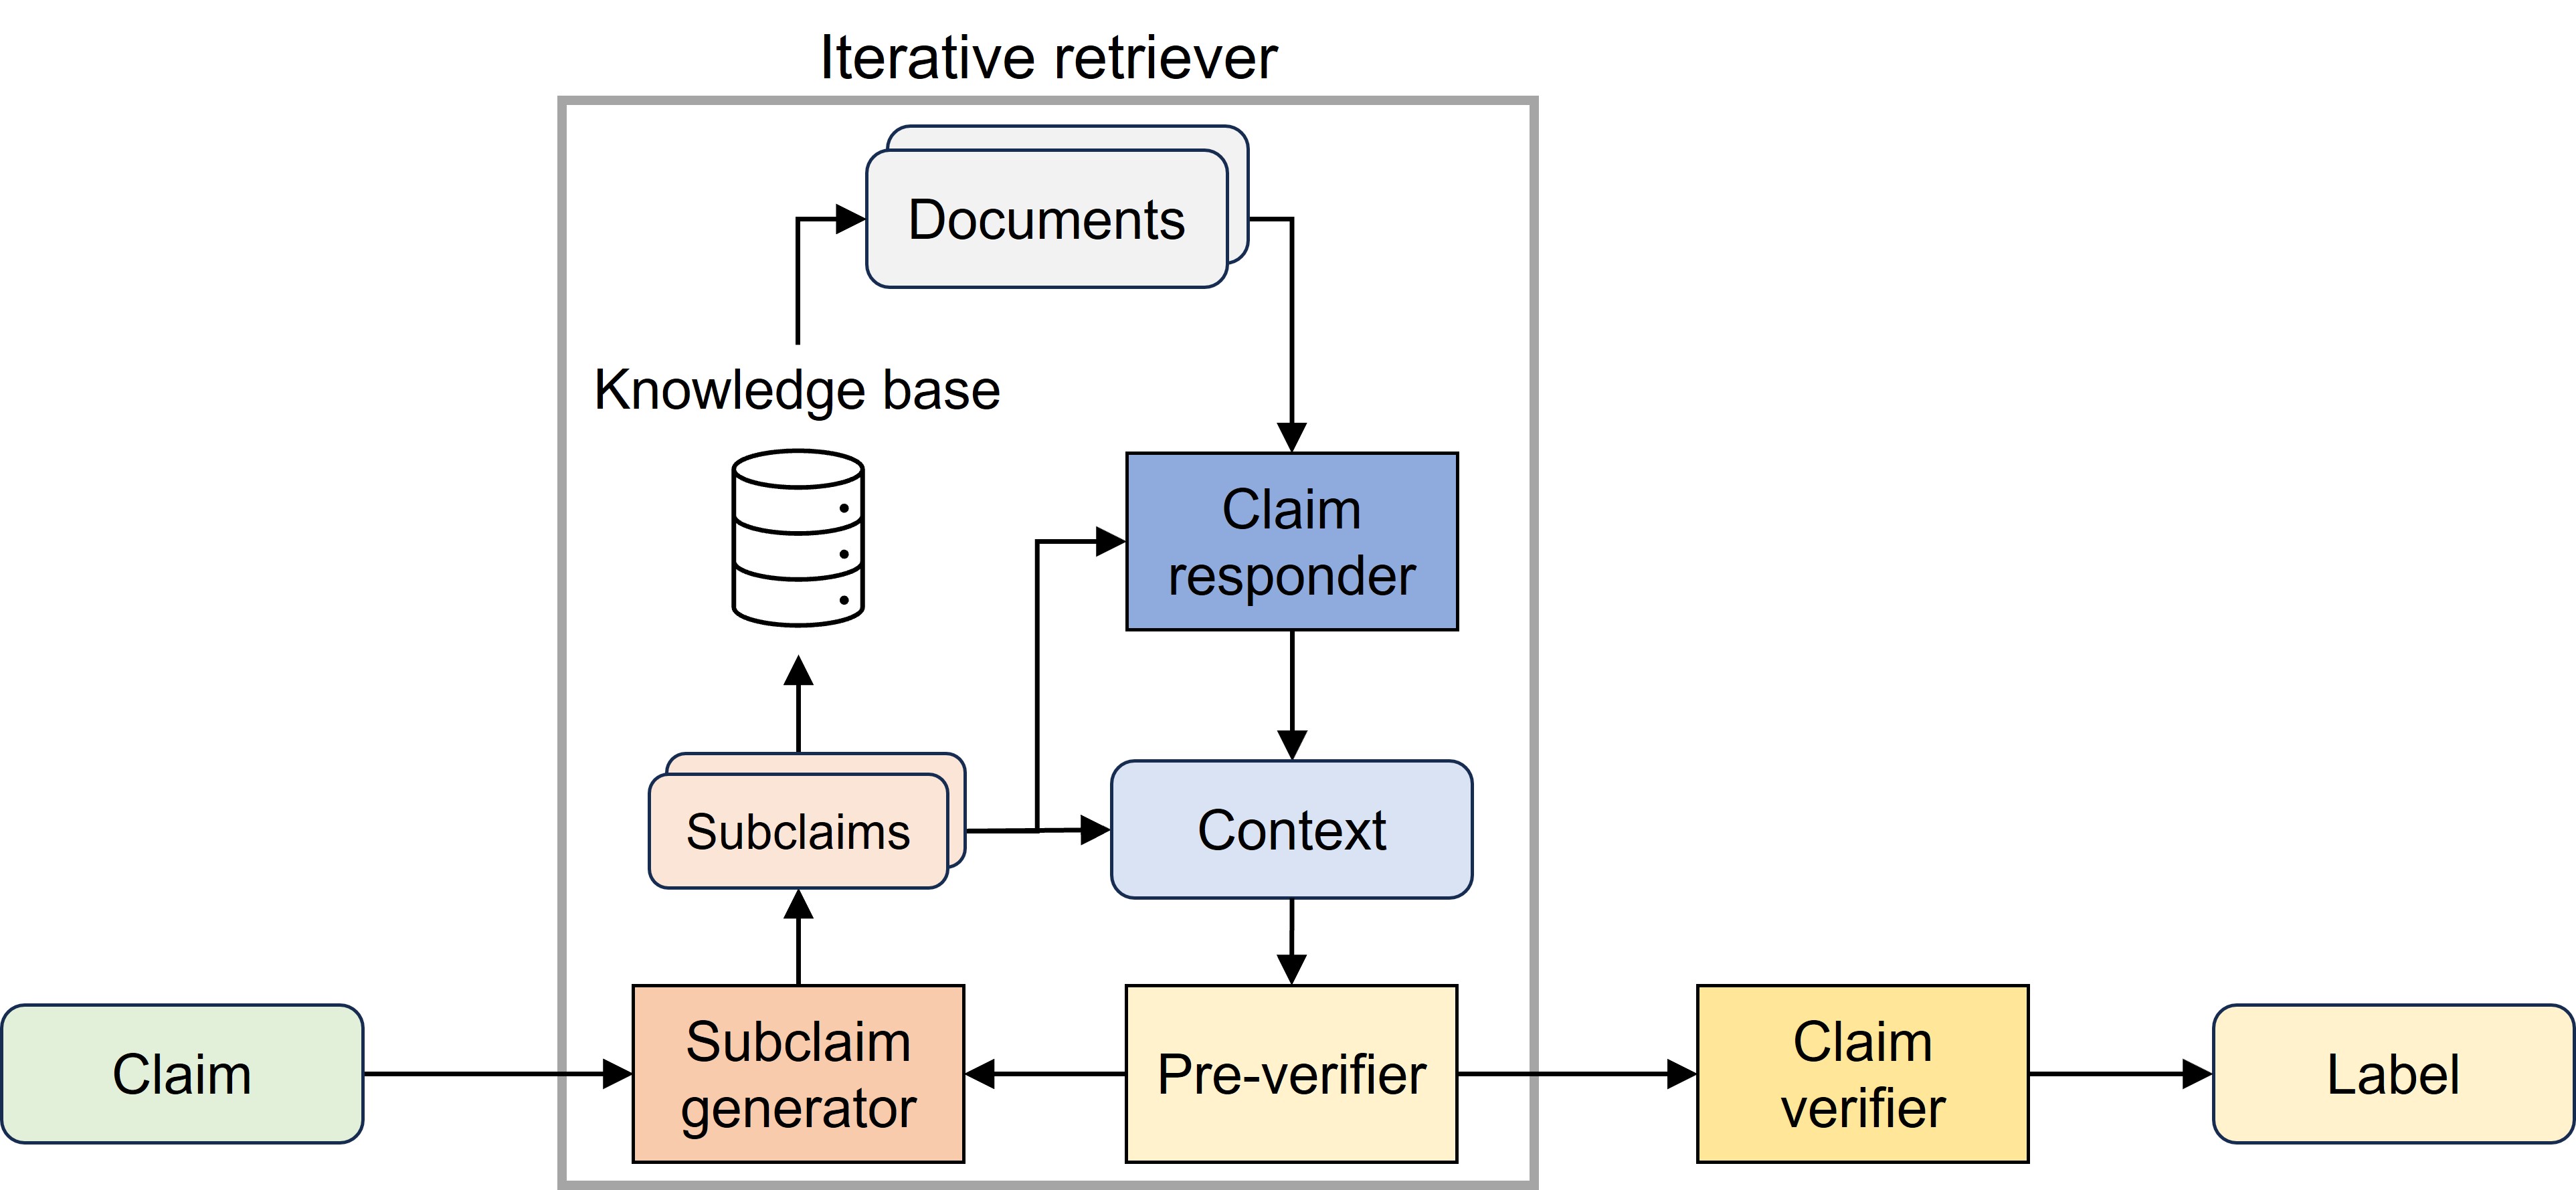 Iterative retriever
Documents
Knowledge base
Claim
responder
Subclaims
Context
Claim
Subclaim
generator
Pre-verifier
Claim
verifier
Label